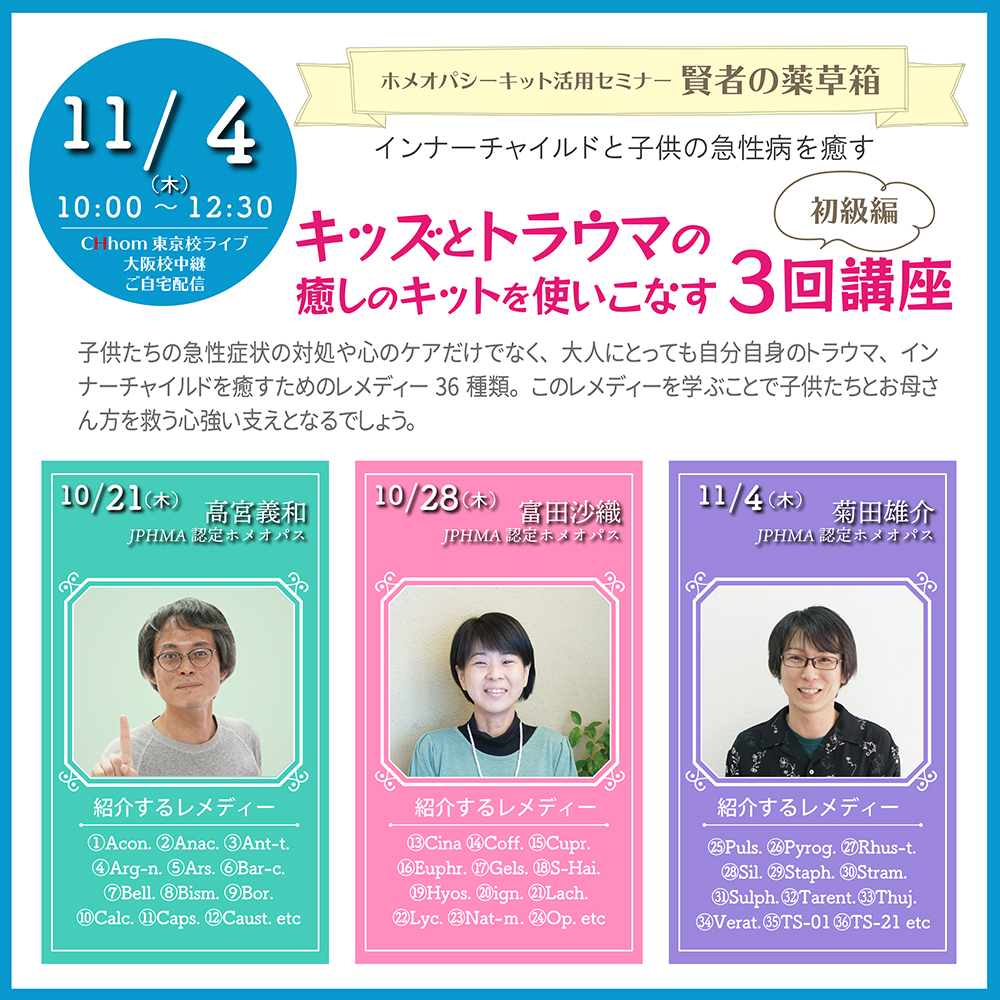 11/4
(木)
10:00 ～ 12:30
CHhom 東京校ライブ
大阪校中継
ご自宅配信
ホメオパシーキット活用セミナー 賢者の薬草箱
インナーチャイルドと子供の急性病を癒す
初級編
キッズとトラウマの
癒しのキットを使いこなす 3回講座
子供たちの急性症状の対処や心のケアだけでなく、大人にとっても自分自身のトラウマ、イン
ナーチャイルドを癒すためのレメディー 36 種類。このレメディーを学ぶことで子供たちとお母さ
ん方を救う心強い支えとなるでしょう。
10/21(木)
高宮義和
JPHMA 認定ホメオパス
紹介するレメディー
①Acon. ②Anac. ③Ant-t.
④Arg-n. ⑤Ars. ⑥Bar-c.
⑦Bell. ⑧Bism. ⑨Bor.
⑩Calc. ⑪Caps. ⑫Caust. etc
10/28(木)
富田沙織
JPHMA 認定ホメオパス
紹介するレメディー
⑬Cina ⑭Coff. ⑮Cupr.
⑯Euphr. ⑰Gels. ⑱S-Hai.
⑲Hyos. ⑳ign. ㉑Lach.
㉒Lyc. ㉓Nat-m. ㉔Op. etc
11/4(木)
菊田雄介
JPHMA 認定ホメオパス
紹介するレメディー
㉕Puls. ㉖Pyrog. ㉗Rhus-t.
㉘Sil. ㉙Staph. ㉚Stram.
㉛Sulph. ㉜Tarent. ㉝Thuj.
㉞Verat. ㉟TS-01 ㊱TS-21 etc